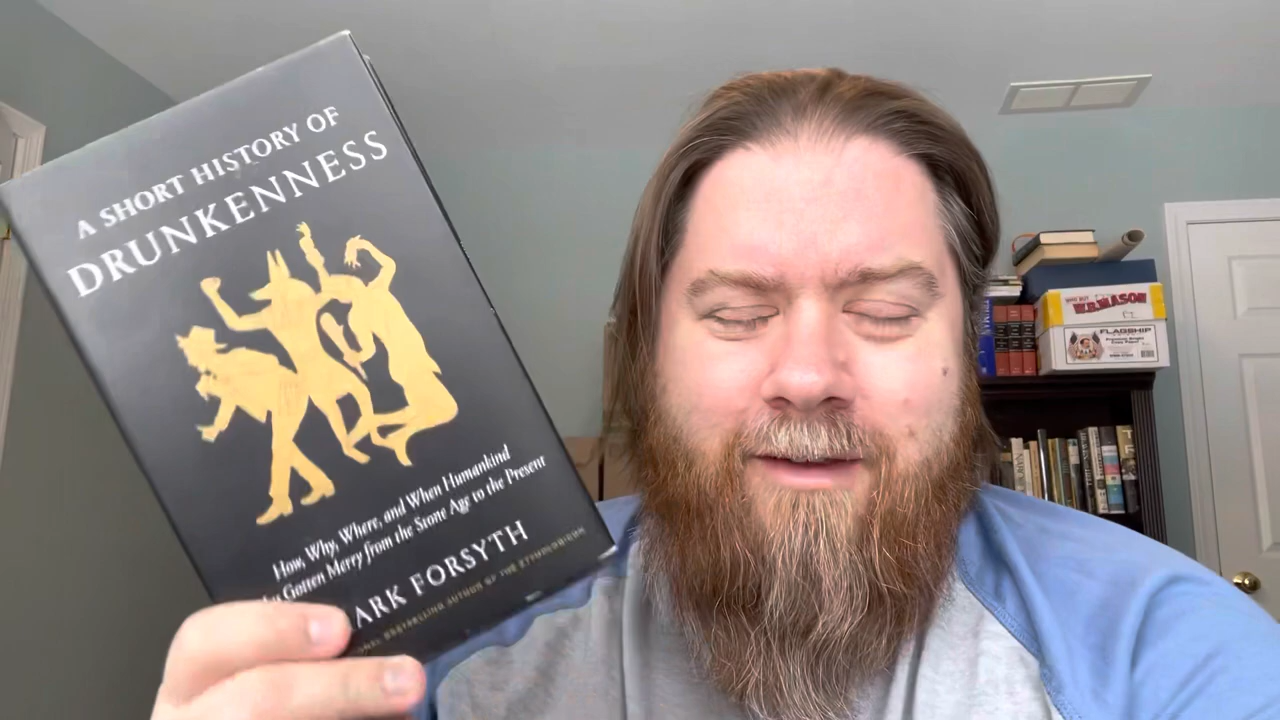 A SHORT HISTORY OF
DRUNKENNESS
How, Why, Where, and When Humankind
Gotten Merry from the Stone Age to the Present
ARK FORSYTH
BESTSELLING AUTHOR OF THE ETYMOLOGICON
W.B. MASON
FLAGSHIP